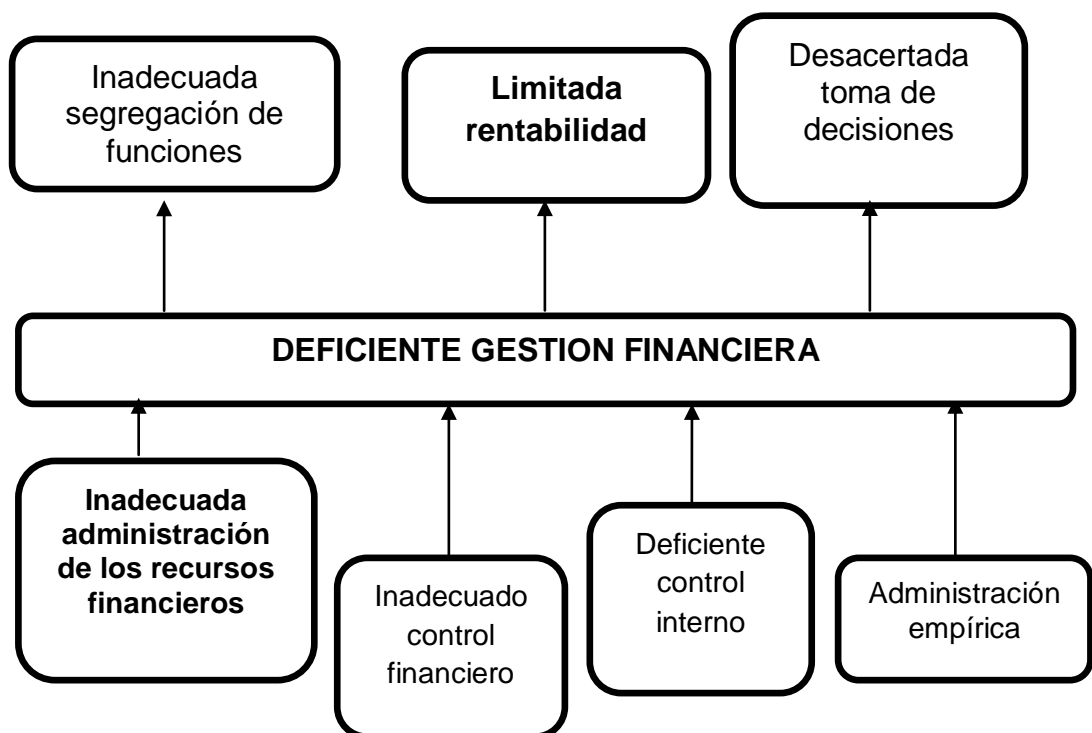 Inadecuada
segregación de
funciones
Limitada
rentabilidad
Desacertada
toma de
decisiones
DEFICIENTE GESTION FINANCIERA
Inadecuada
administración
de los recursos
financieros
Inadecuado
control
financiero
Deficiente
control
interno
Administración
empírica